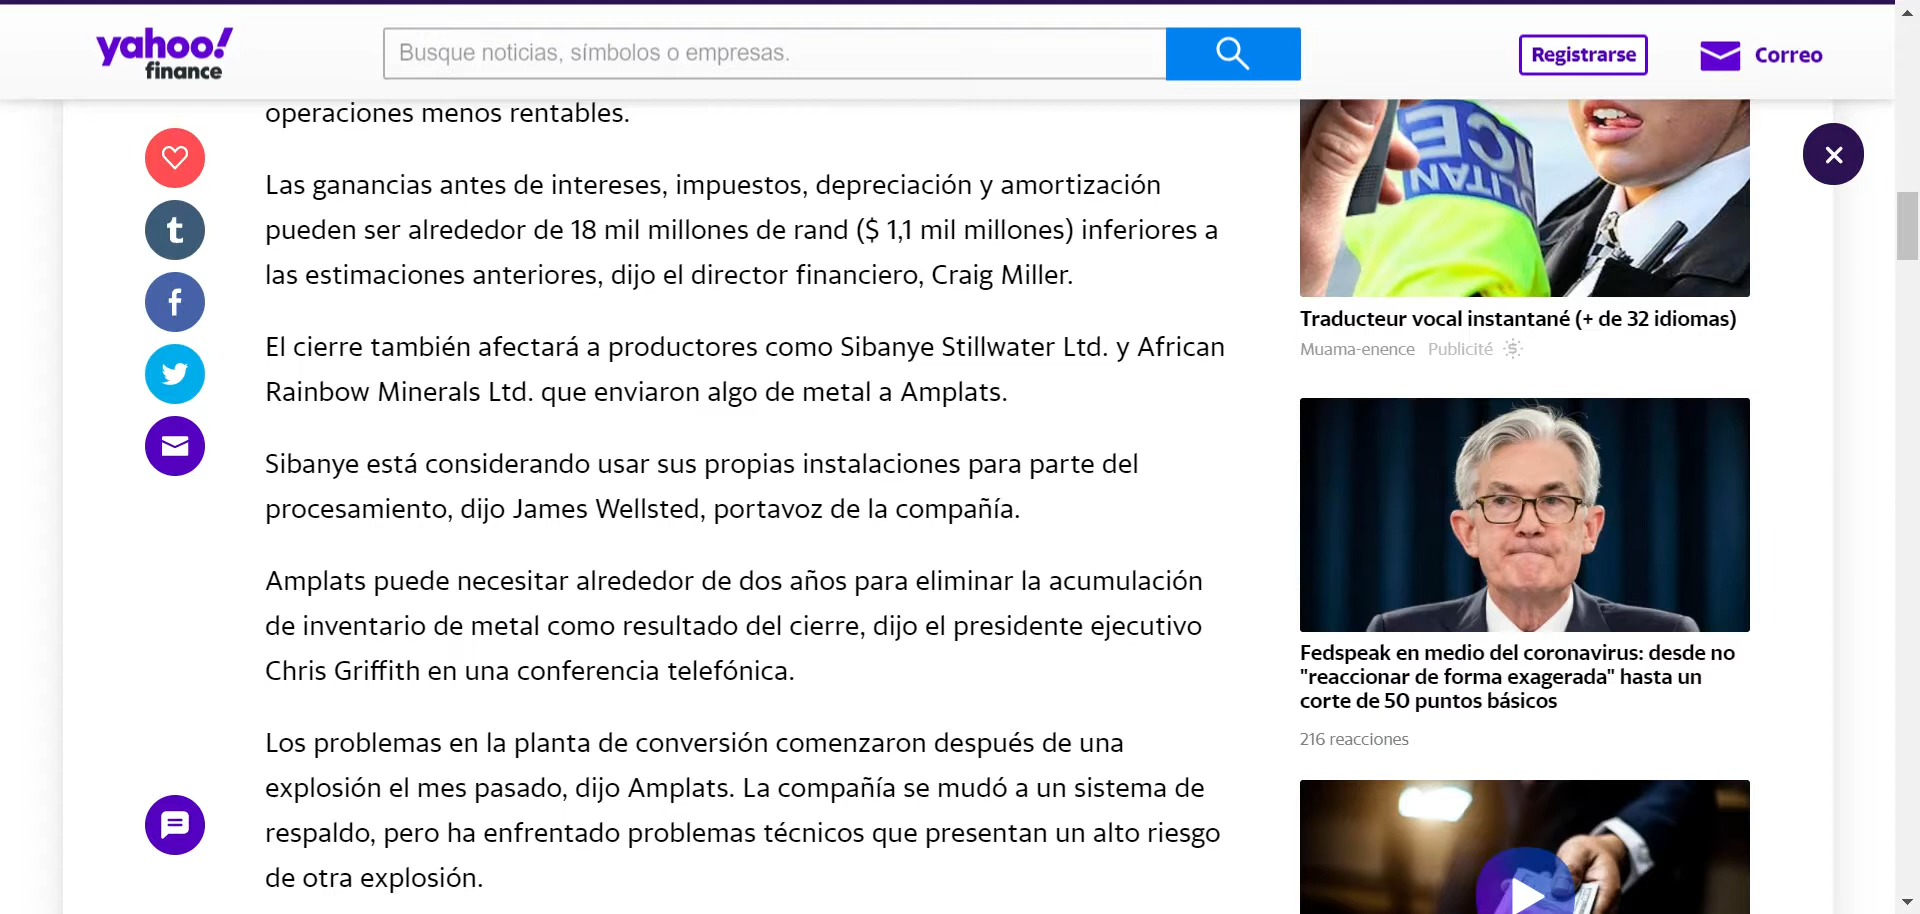 yahoo!
finance
Busque noticias, símbolos o empresas.
Registrarse
Correo
operaciones menos rentables.
Las ganancias antes de intereses, impuestos, depreciación y amortización
pueden ser alrededor de 18 mil millones de rand ($ 1,1 mil millones) inferiores a
las estimaciones anteriores, dijo el director financiero, Craig Miller.
El cierre también afectará a productores como Sibanye Stillwater Ltd. y African
Rainbow Minerals Ltd. que enviaron algo de metal a Amplats.
Sibanye está considerando usar sus propias instalaciones para parte del
procesamiento, dijo James Wellsted, portavoz de la compañía.
Amplats puede necesitar alrededor de dos años para eliminar la acumulación
de inventario de metal como resultado del cierre, dijo el presidente ejecutivo
Chris Griffith en una conferencia telefónica.
Los problemas en la planta de conversión comenzaron después de una
explosión el mes pasado, dijo Amplats. La compañía se mudó a un sistema de
respaldo, pero ha enfrentado problemas técnicos que presentan un alto riesgo
de otra explosión.
Traducteur vocal instantané (+ de 32 idiomas)
Muama-enence Publicité
Fedspeak en medio del coronavirus: desde no
"reaccionar de forma exagerada" hasta un
corte de 50 puntos básicos
216 reacciones